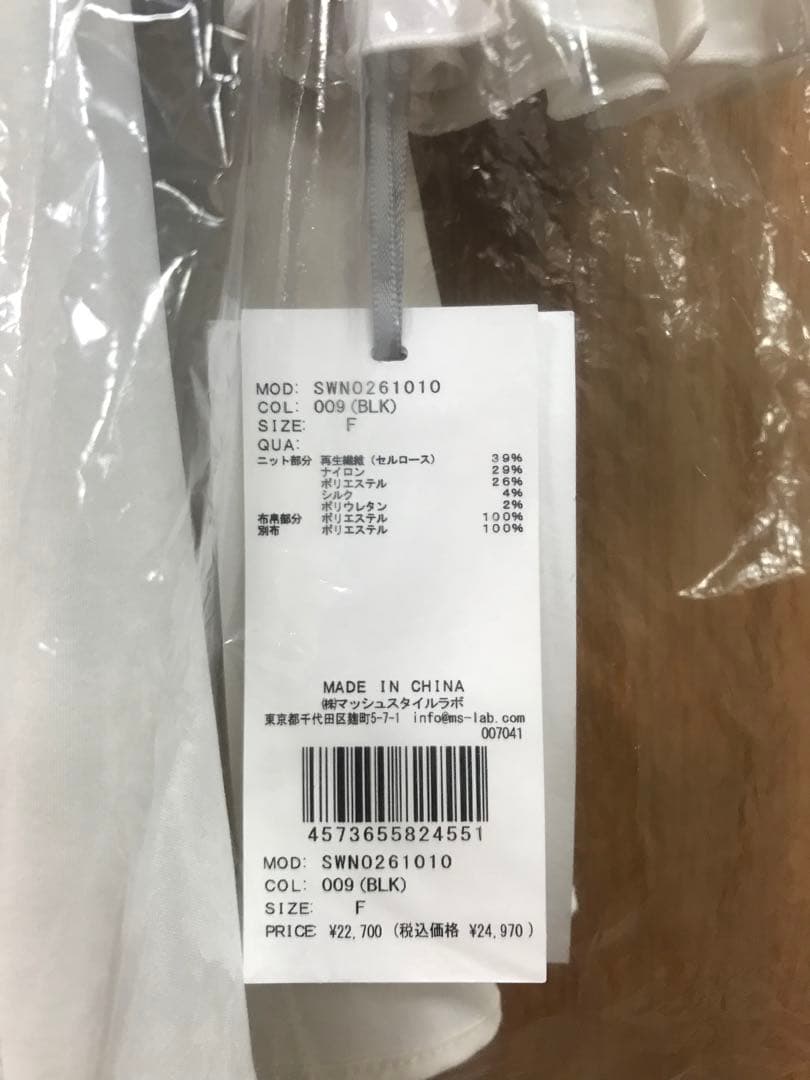 MOD: SWN0261010
COL: 009(BLK)
SIZE: F
QUA:
ニット部分 再生繊維（セルロース） 39%
ナイロン 29%
ポリエステル 26%
シルク 4%
ポリウレタン 2%
布帛部分 ポリエステル 100%
別布 ポリエステル 100%
MADE IN CHINA
㈱マッシュスタイルラボ
東京都千代田区麹町5-7-1 info@ms-lab.com
007041
4573655824551
MOD: SWN0261010
COL: 009(BLK)
SIZE: F
PRICE: ¥22,700 (税込価格 ¥24,970)